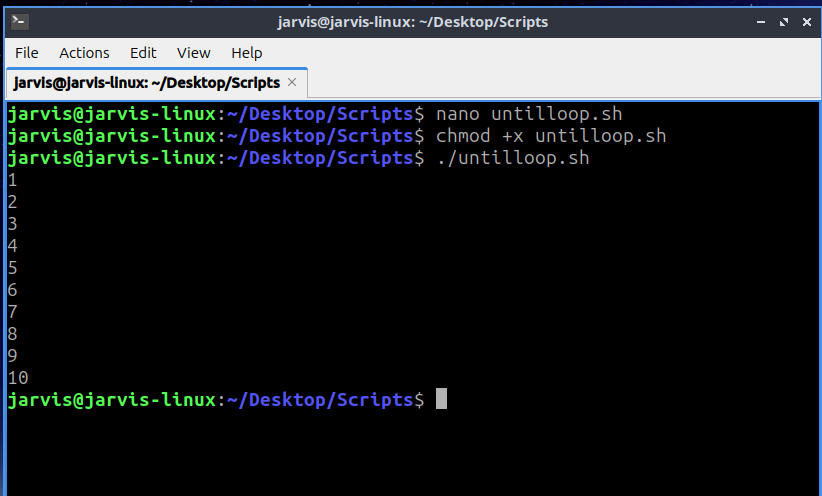 jarvis@jarvis-linux: ~/Desktop/Scripts
File Actions Edit View Help
jarvis@jarvis-linux: ~/Desktop/Scripts
jarvis@jarvis-linux:~/Desktop/Scripts$ nano untilloop.sh
jarvis@jarvis-linux:~/Desktop/Scripts$ chmod +x untilloop.sh
jarvis@jarvis-linux:~/Desktop/Scripts$ ./untilloop.sh
1
2
3
4
5
6
7
8
9
10
jarvis@jarvis-linux:~/Desktop/Scripts$